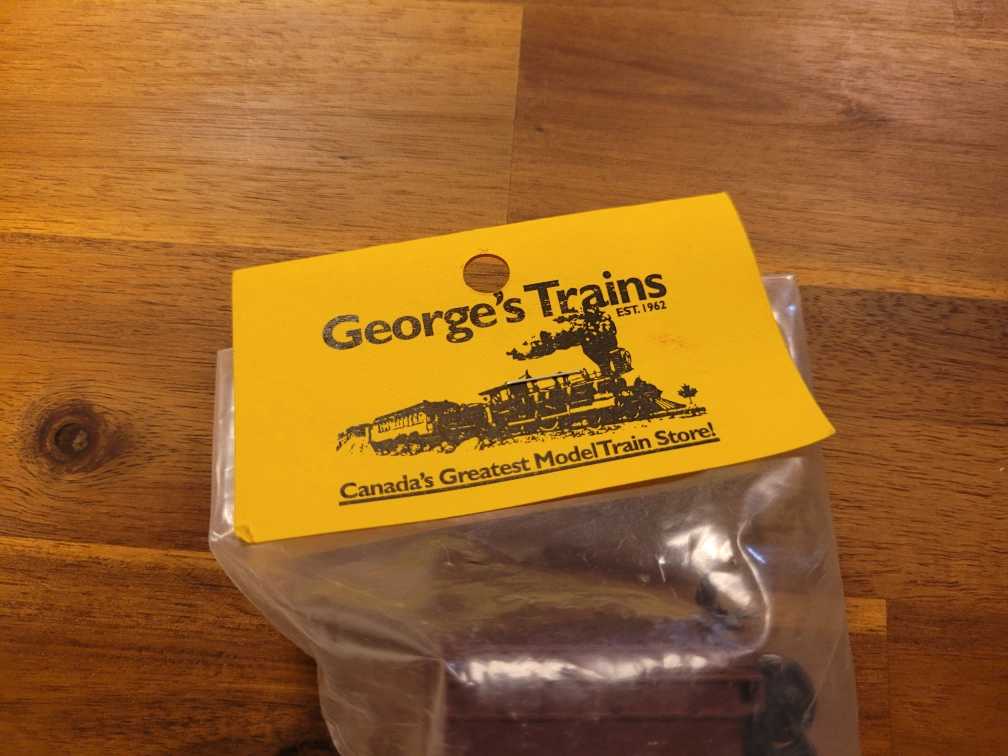 George's Trains
EST. 1962
Canada's Greatest Model Train Store!